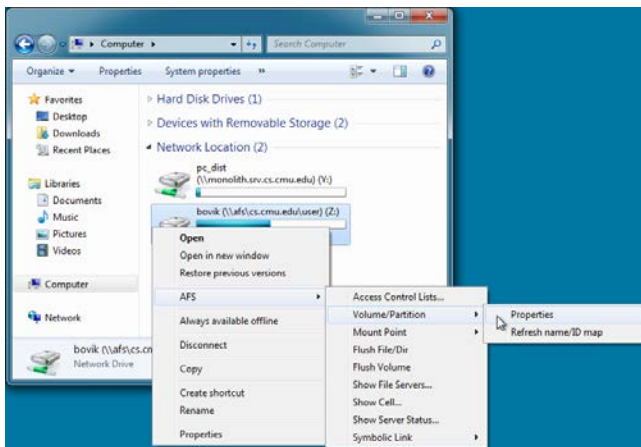 Computer
Search Computer
Organize
Properties
System properties
»
Favorites
Desktop
Downloads
Recent Places
Libraries
Documents
Music
Pictures
Videos
Computer
Network
Hard Disk Drives (1)
Devices with Removable Storage (2)
Network Location (2)
pc_dist
(\\monolith.srv.cs.cmu.edu) (Y:)
bovik (\\afs\cs.cmu.edu\user) (Z:)
Open
Open in new window
Restore previous versions
AFS
Always available offline
Disconnect
Copy
Create shortcut
Rename
Properties
Access Control Lists...
Volume/Partition
Mount Point
Flush File/Dir
Flush Volume
Show File Servers...
Show Cell...
Show Server Status...
Symbolic Link
Properties
Refresh name/ID map
bovik (\\afs\cs.cn
Network Drive